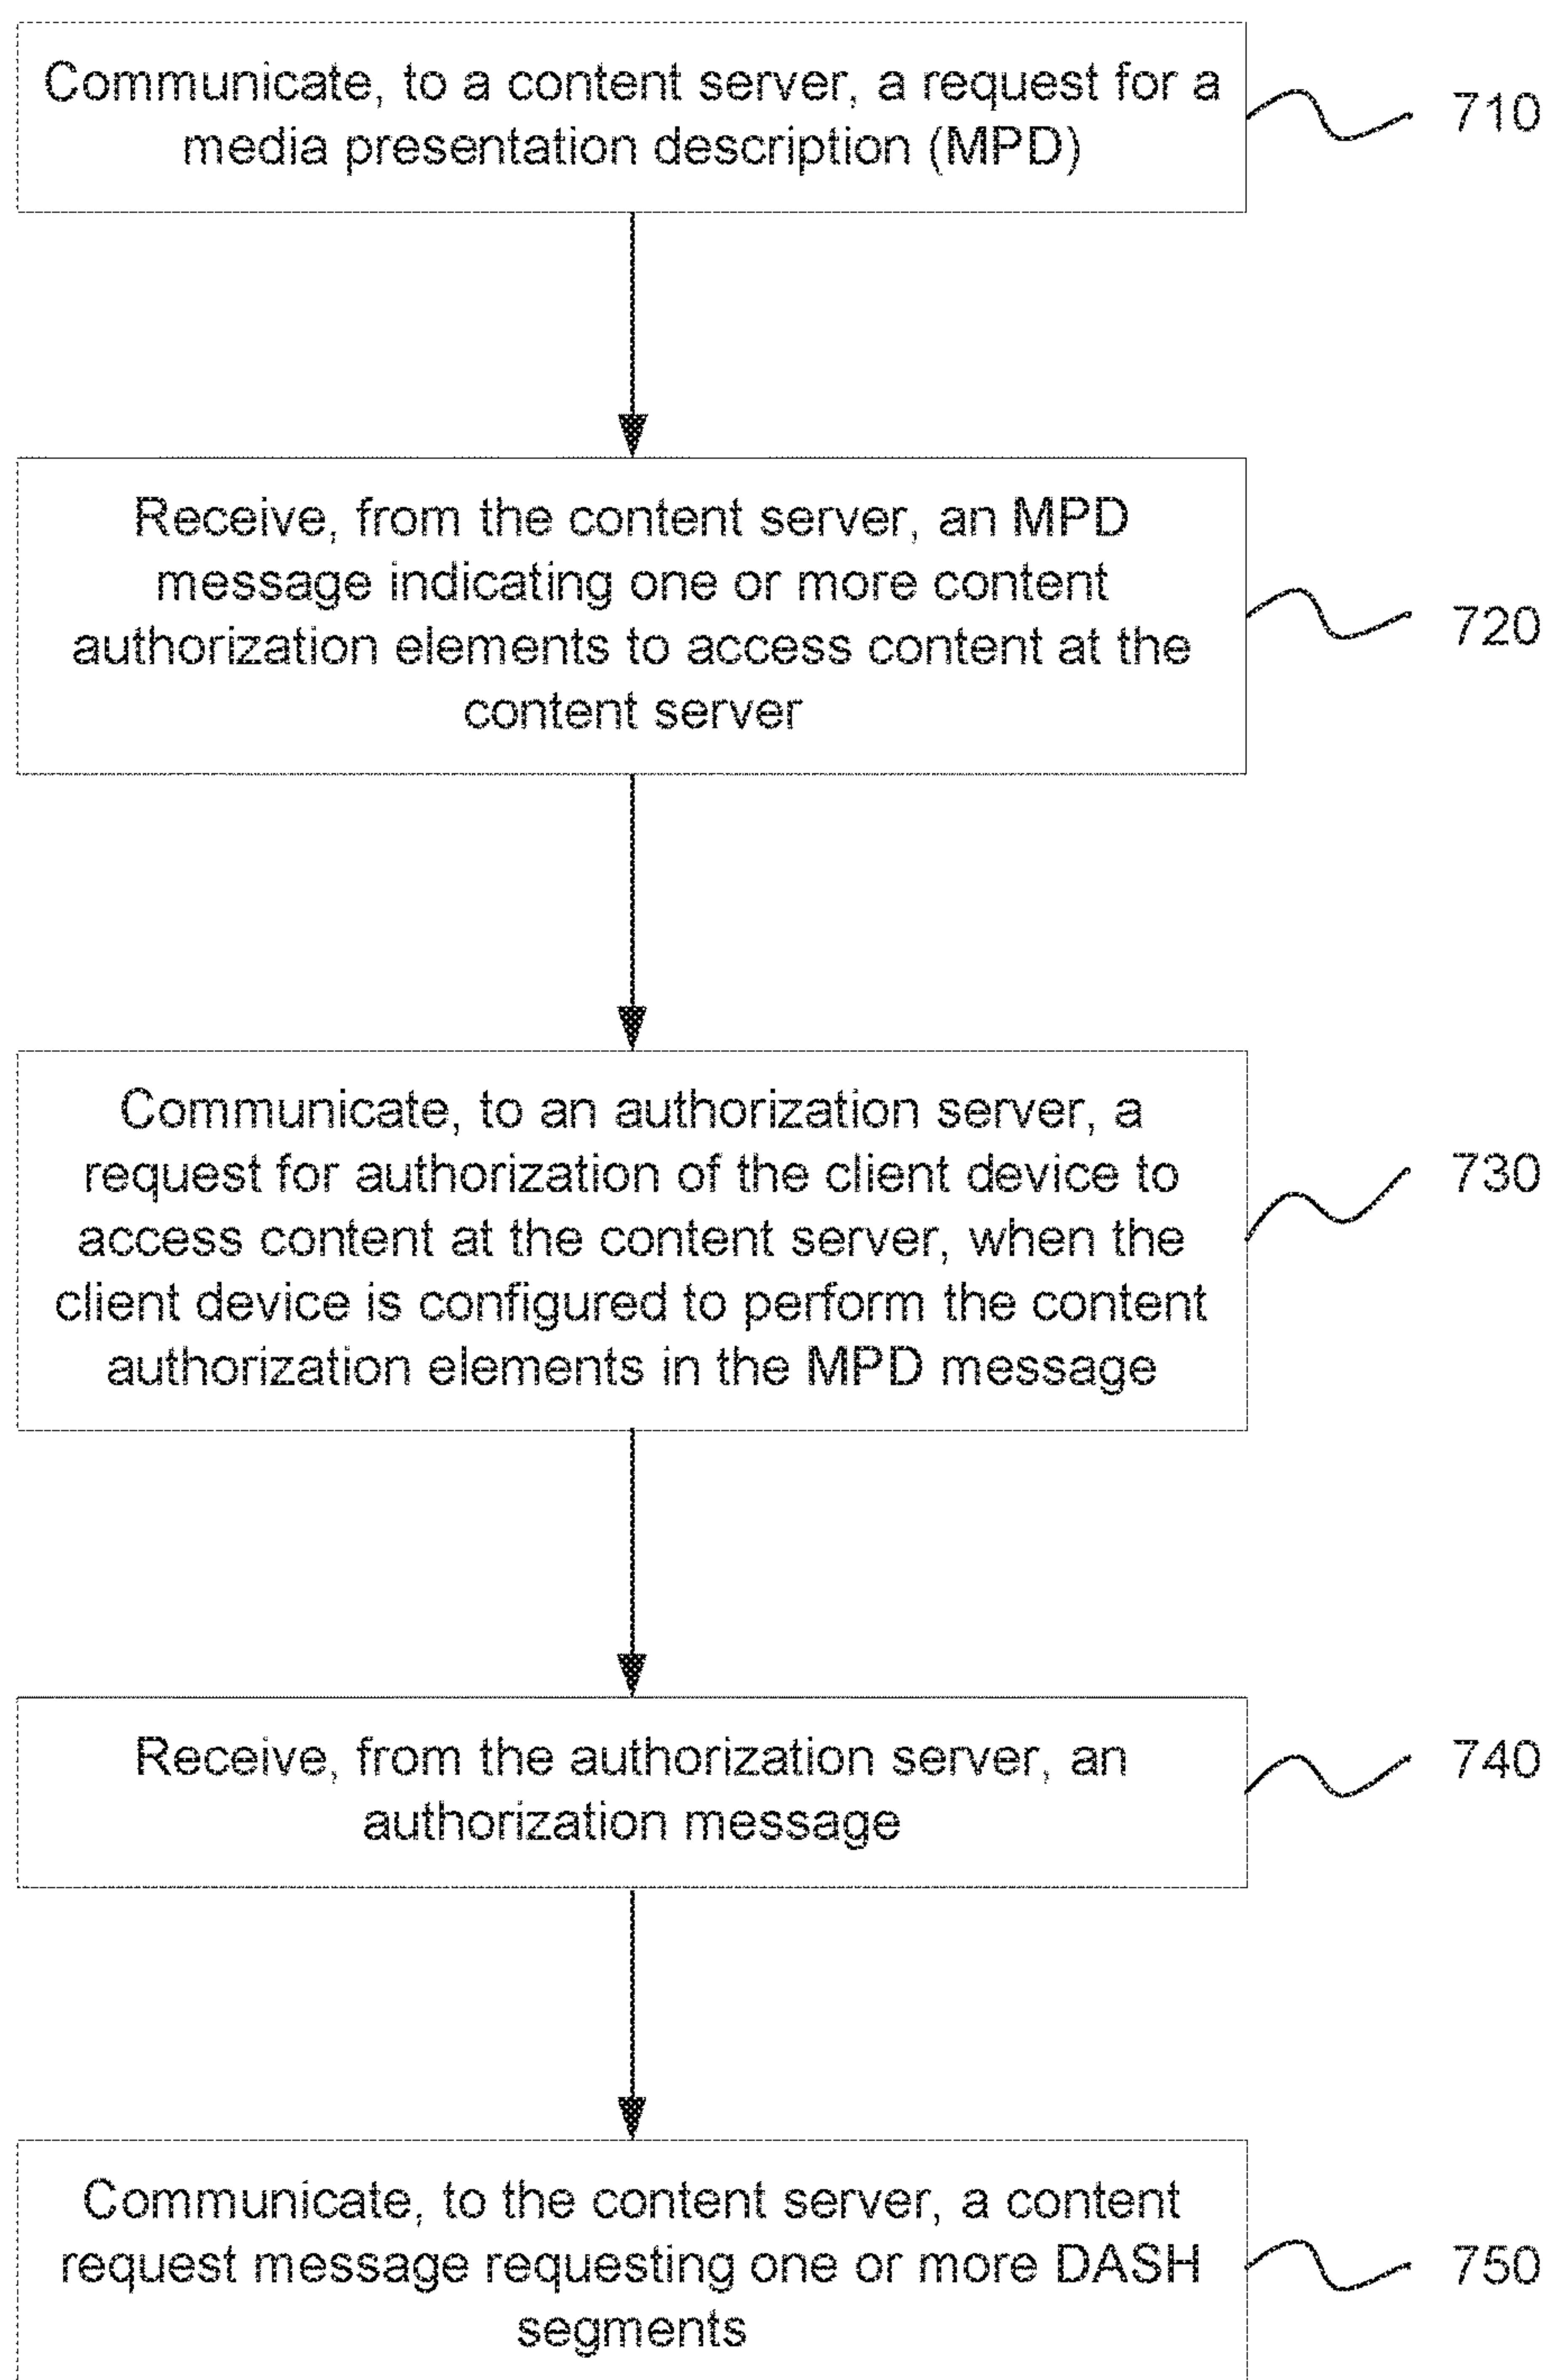 Communicate, to a content server, a request for a
media presentation description (MPD)
710
Receive, from the content server, an MPD
message indicating one or more content
authorization elements to access content at the
content server
720
Communicate, to an authorization server, a
request for authorization of the client device to
access content at the content server, when the
client device is configured to perform the content
authorization elements in the MPD message
730
Receive, from the authorization server, an
authorization message
740
Communicate, to the content server, a content
request message requesting one or more DASH
segments
750